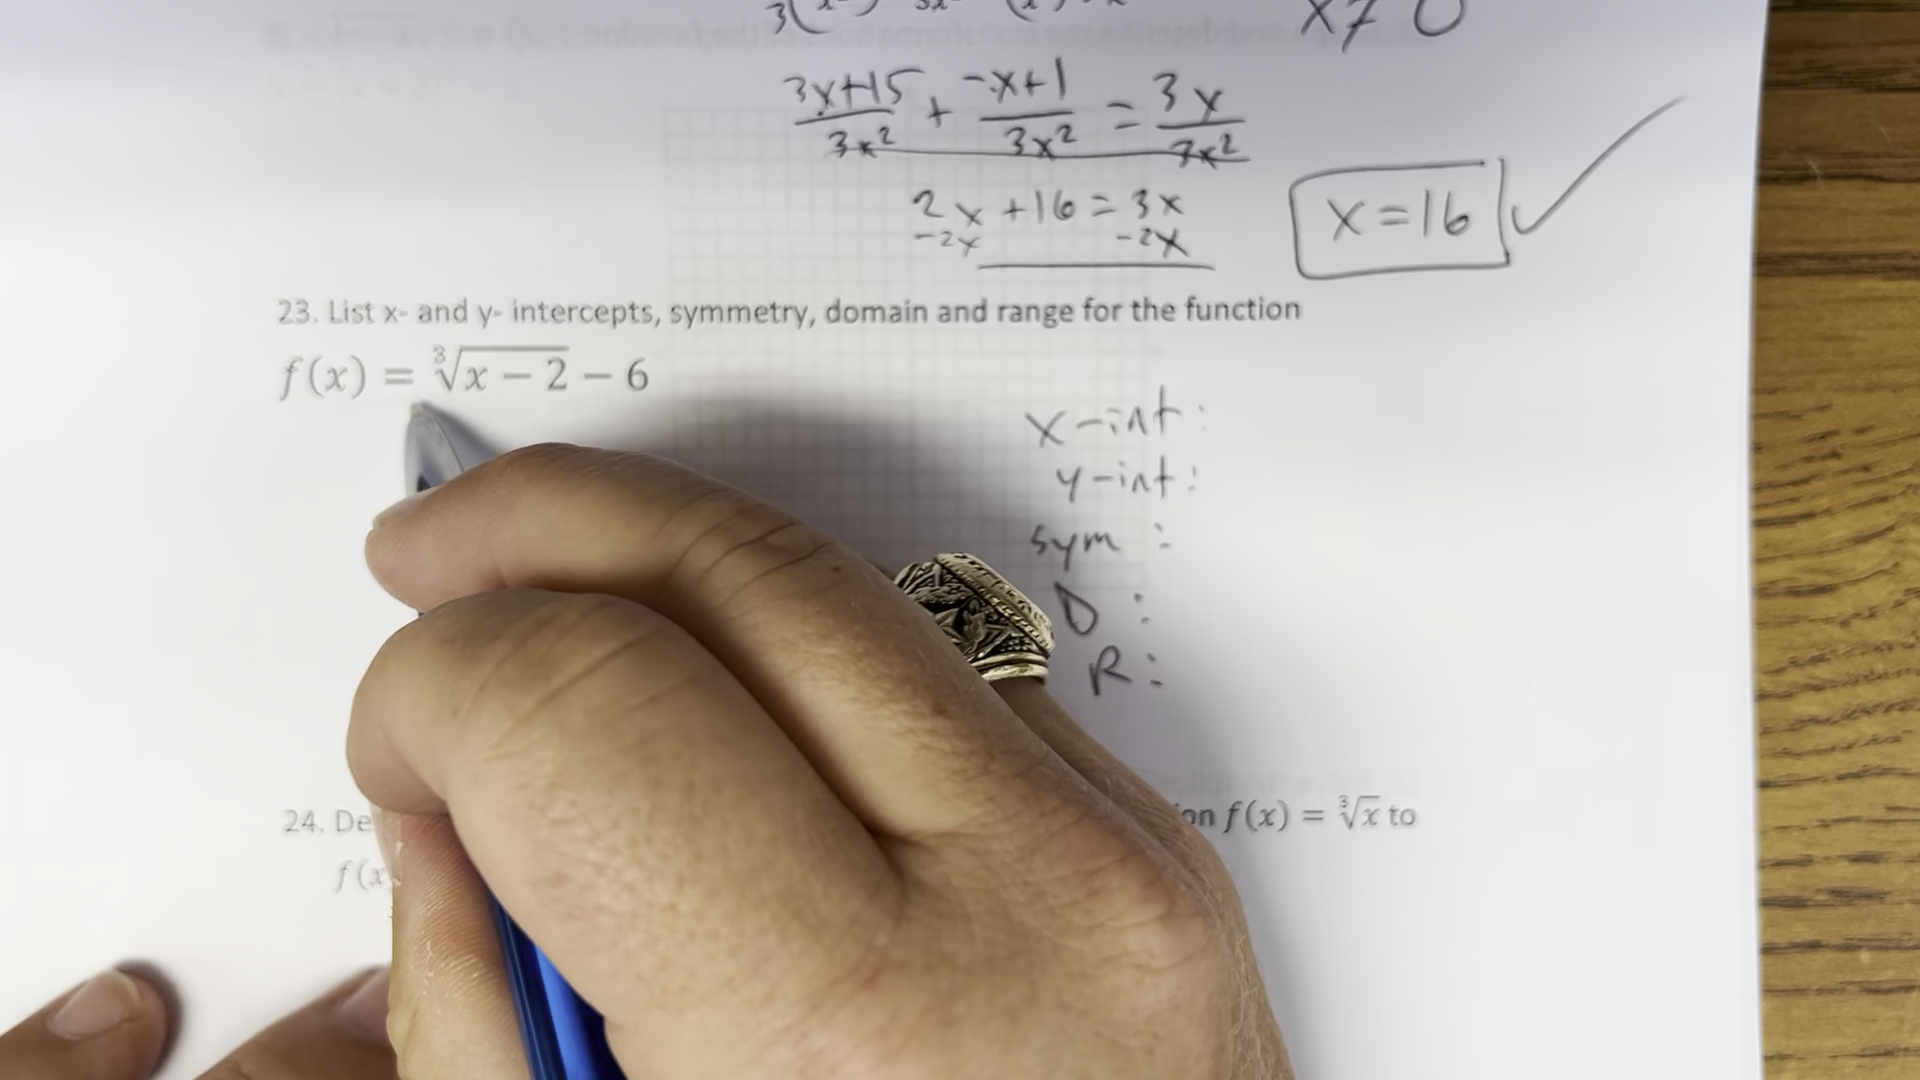 x ≠ 0
3x+15/3x² + -x+1/3x² = 3x/3x²
2x +16 = 3x
-2x -2x
x = 16
23. List x- and y- intercepts, symmetry, domain and range for the function
f(x) = ∛(x − 2) − 6
x-int:
y-int:
sym :
D :
R :
24. De
f(x) = ∛x to
f(x